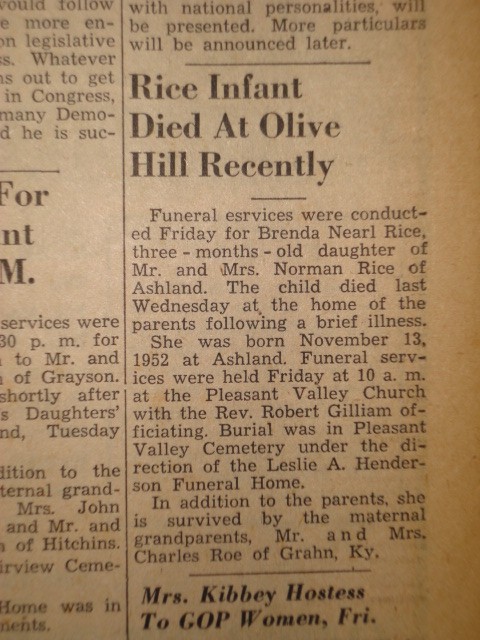 would follow
e more en-
on legislative
ss. Whatever
ns out to get
in Congress,
many Demo-
d he is suc-
For
nt
M.
services were
30 p. m. for
to Mr. and
of Grayson.
shortly after
s Daughters'
nd, Tuesday
dition to the
ternal grand-
Mrs. John
and Mr. and
of Hitchins.
irview Ceme-
Home was in
ments.
with national personalities, will
be presented. More particulars
will be announced later.
Rice Infant
Died At Olive
Hill Recently
Funeral esrvices were conduct-
ed Friday for Brenda Nearl Rice,
three-months-old daughter of
Mr. and Mrs. Norman Rice of
Ashland. The child died last
Wednesday at the home of the
parents following a brief illness.
She was born November 13,
1952 at Ashland. Funeral serv-
ices were held Friday at 10 a. m.
at the Pleasant Valley Church
with the Rev. Robert Gilliam of-
ficiating. Burial was in Pleasant
Valley Cemetery under the di-
rection of the Leslie A. Hender-
son Funeral Home.
In addition to the parents, she
is survived by the maternal
grandparents, Mr. and Mrs.
Charles Roe of Grahn, Ky.
Mrs. Kibbey Hostess
To GOP Women, Fri.